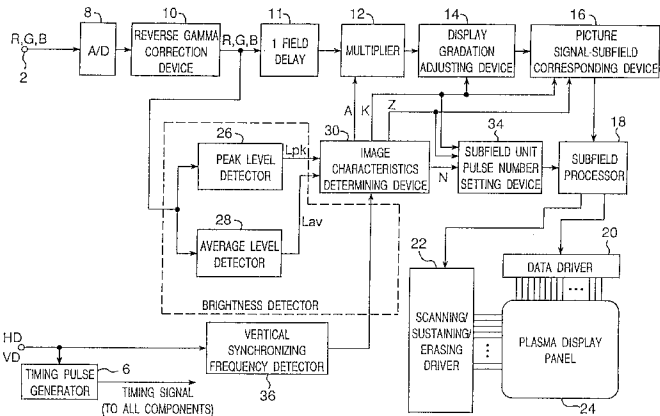 8
10
11
12
14
16
R,G,B
2
A/D
REVERSE GAMMA
CORRECTION
DEVICE
R,G,B
1 FIELD
DELAY
MULTIPLIER
DISPLAY
GRADATION
ADJUSTING DEVICE
PICTURE
SIGNAL-SUBFIELD
CORRESPONDING DEVICE
A
K
Z
26
30
34
18
PEAK LEVEL
DETECTOR
Lpk
IMAGE
CHARACTERISTICS
DETERMINING DEVICE
N
SUBFIELD UNIT
PULSE NUMBER
SETTING DEVICE
SUBFIELD
PROCESSOR
28
Lav
AVERAGE LEVEL
DETECTOR
22
20
DATA DRIVER
BRIGHTNESS DETECTOR
SCANNING/
SUSTAINING/
ERASING
DRIVER
PLASMA DISPLAY
PANEL
HD
VD
VERTICAL
SYNCHRONIZING
FREQUENCY DETECTOR
6
TIMING PULSE
GENERATOR
TIMING SIGNAL
(TO ALL COMPONENTS)
36
24